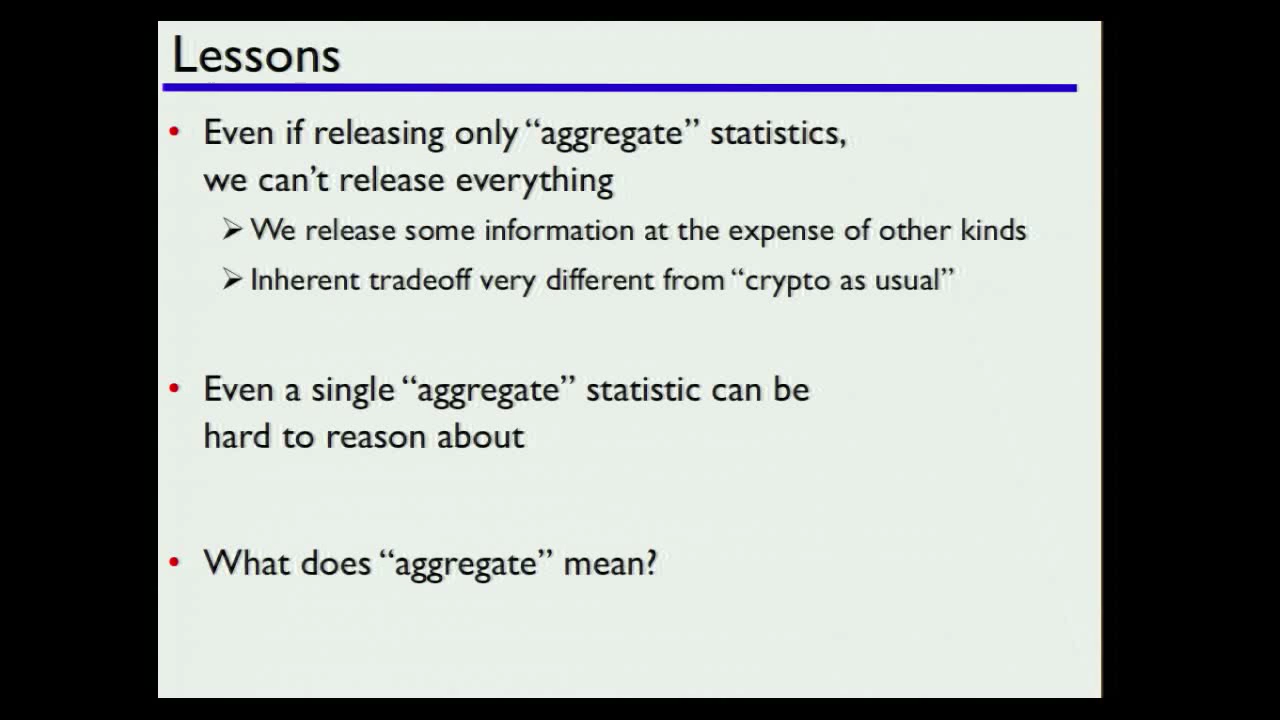 Lessons
• Even if releasing only “aggregate” statistics,
we can’t release everything
➢ We release some information at the expense of other kinds
➢ Inherent tradeoff very different from “crypto as usual”
• Even a single “aggregate” statistic can be
hard to reason about
• What does “aggregate” mean?